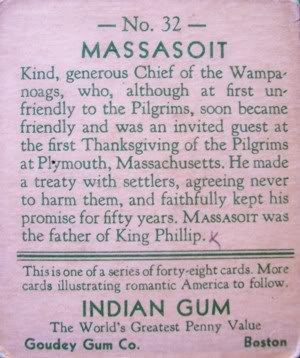 — No. 32 —
MASSASOIT
Kind, generous Chief of the Wampa-
noags, who, although at first un-
friendly to the Pilgrims, soon became
friendly and was an invited guest at
the first Thanksgiving of the Pilgrims
at Plymouth, Massachusetts. He made
a treaty with settlers, agreeing never
to harm them, and faithfully kept his
promise for fifty years. MASSASOIT was
the father of King Phillip.
This is one of a series of forty-eight cards. More
cards illustrating romantic America to follow.
INDIAN GUM
The World's Greatest Penny Value
Goudey Gum Co. Boston